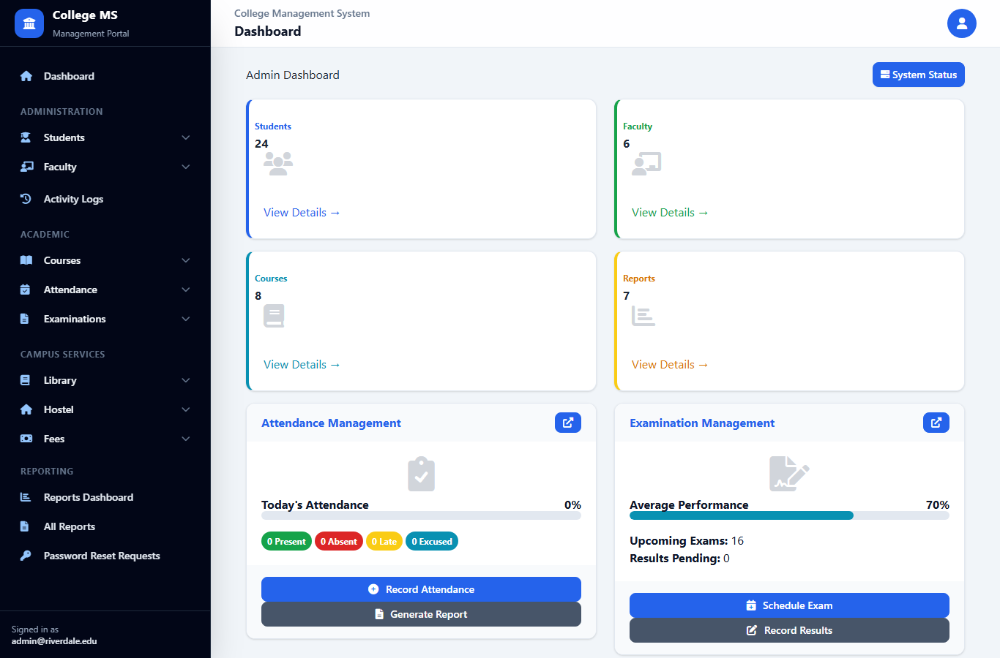 College MS
Management Portal
Dashboard
ADMINISTRATION
Students
Faculty
Activity Logs
ACADEMIC
Courses
Attendance
Examinations
CAMPUS SERVICES
Library
Hostel
Fees
REPORTING
Reports Dashboard
All Reports
Password Reset Requests
Signed in as
admin@riverdale.edu
College Management System
Dashboard
Admin Dashboard
System Status
Students
24
View Details →
Faculty
6
View Details →
Courses
8
View Details →
Reports
7
View Details →
Attendance Management
Today's Attendance 0%
0 Present 0 Absent 0 Late 0 Excused
Record Attendance
Generate Report
Examination Management
Average Performance 70%
Upcoming Exams: 16
Results Pending: 0
Schedule Exam
Record Results